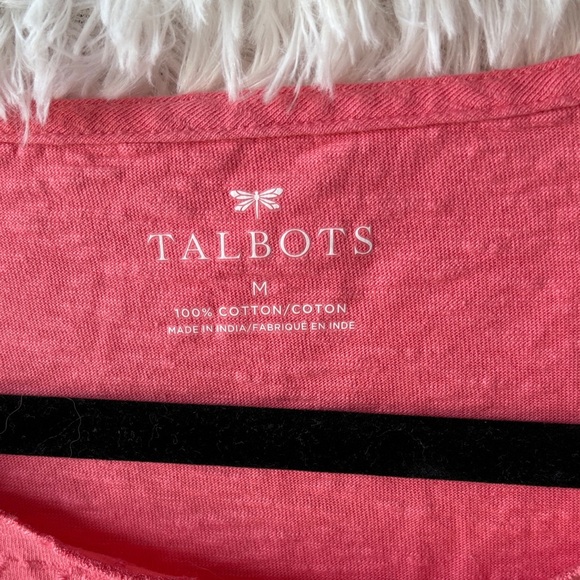 TALBOTS
M
100% COTTON/COTON
MADE IN INDIA/FABRIQUÉ EN INDE